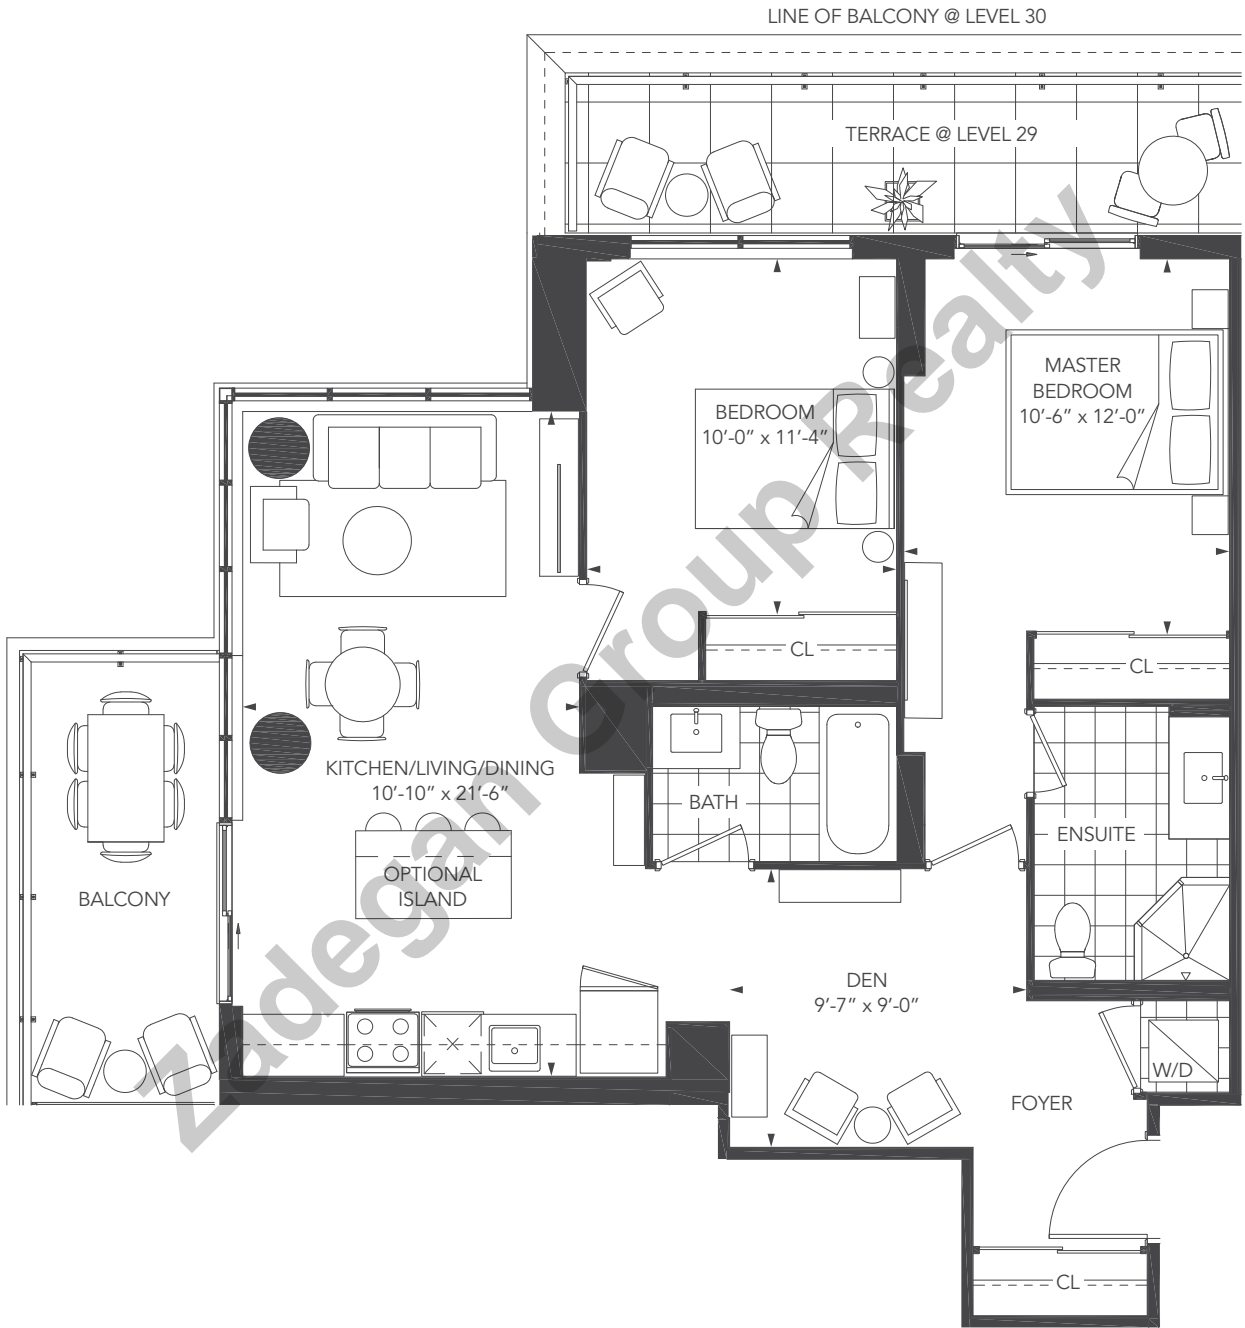 LINE OF BALCONY @ LEVEL 30
TERRACE @ LEVEL 29
MASTER
BEDROOM
10'-6" x 12'-0"
BEDROOM
10'-0" x 11'-4"
CL
CL
KITCHEN/LIVING/DINING
10'-10" x 21'-6"
BATH
ENSUITE
OPTIONAL
ISLAND
BALCONY
DEN
9'-7" x 9'-0"
W/D
FOYER
CL
Zadegan Group Realty